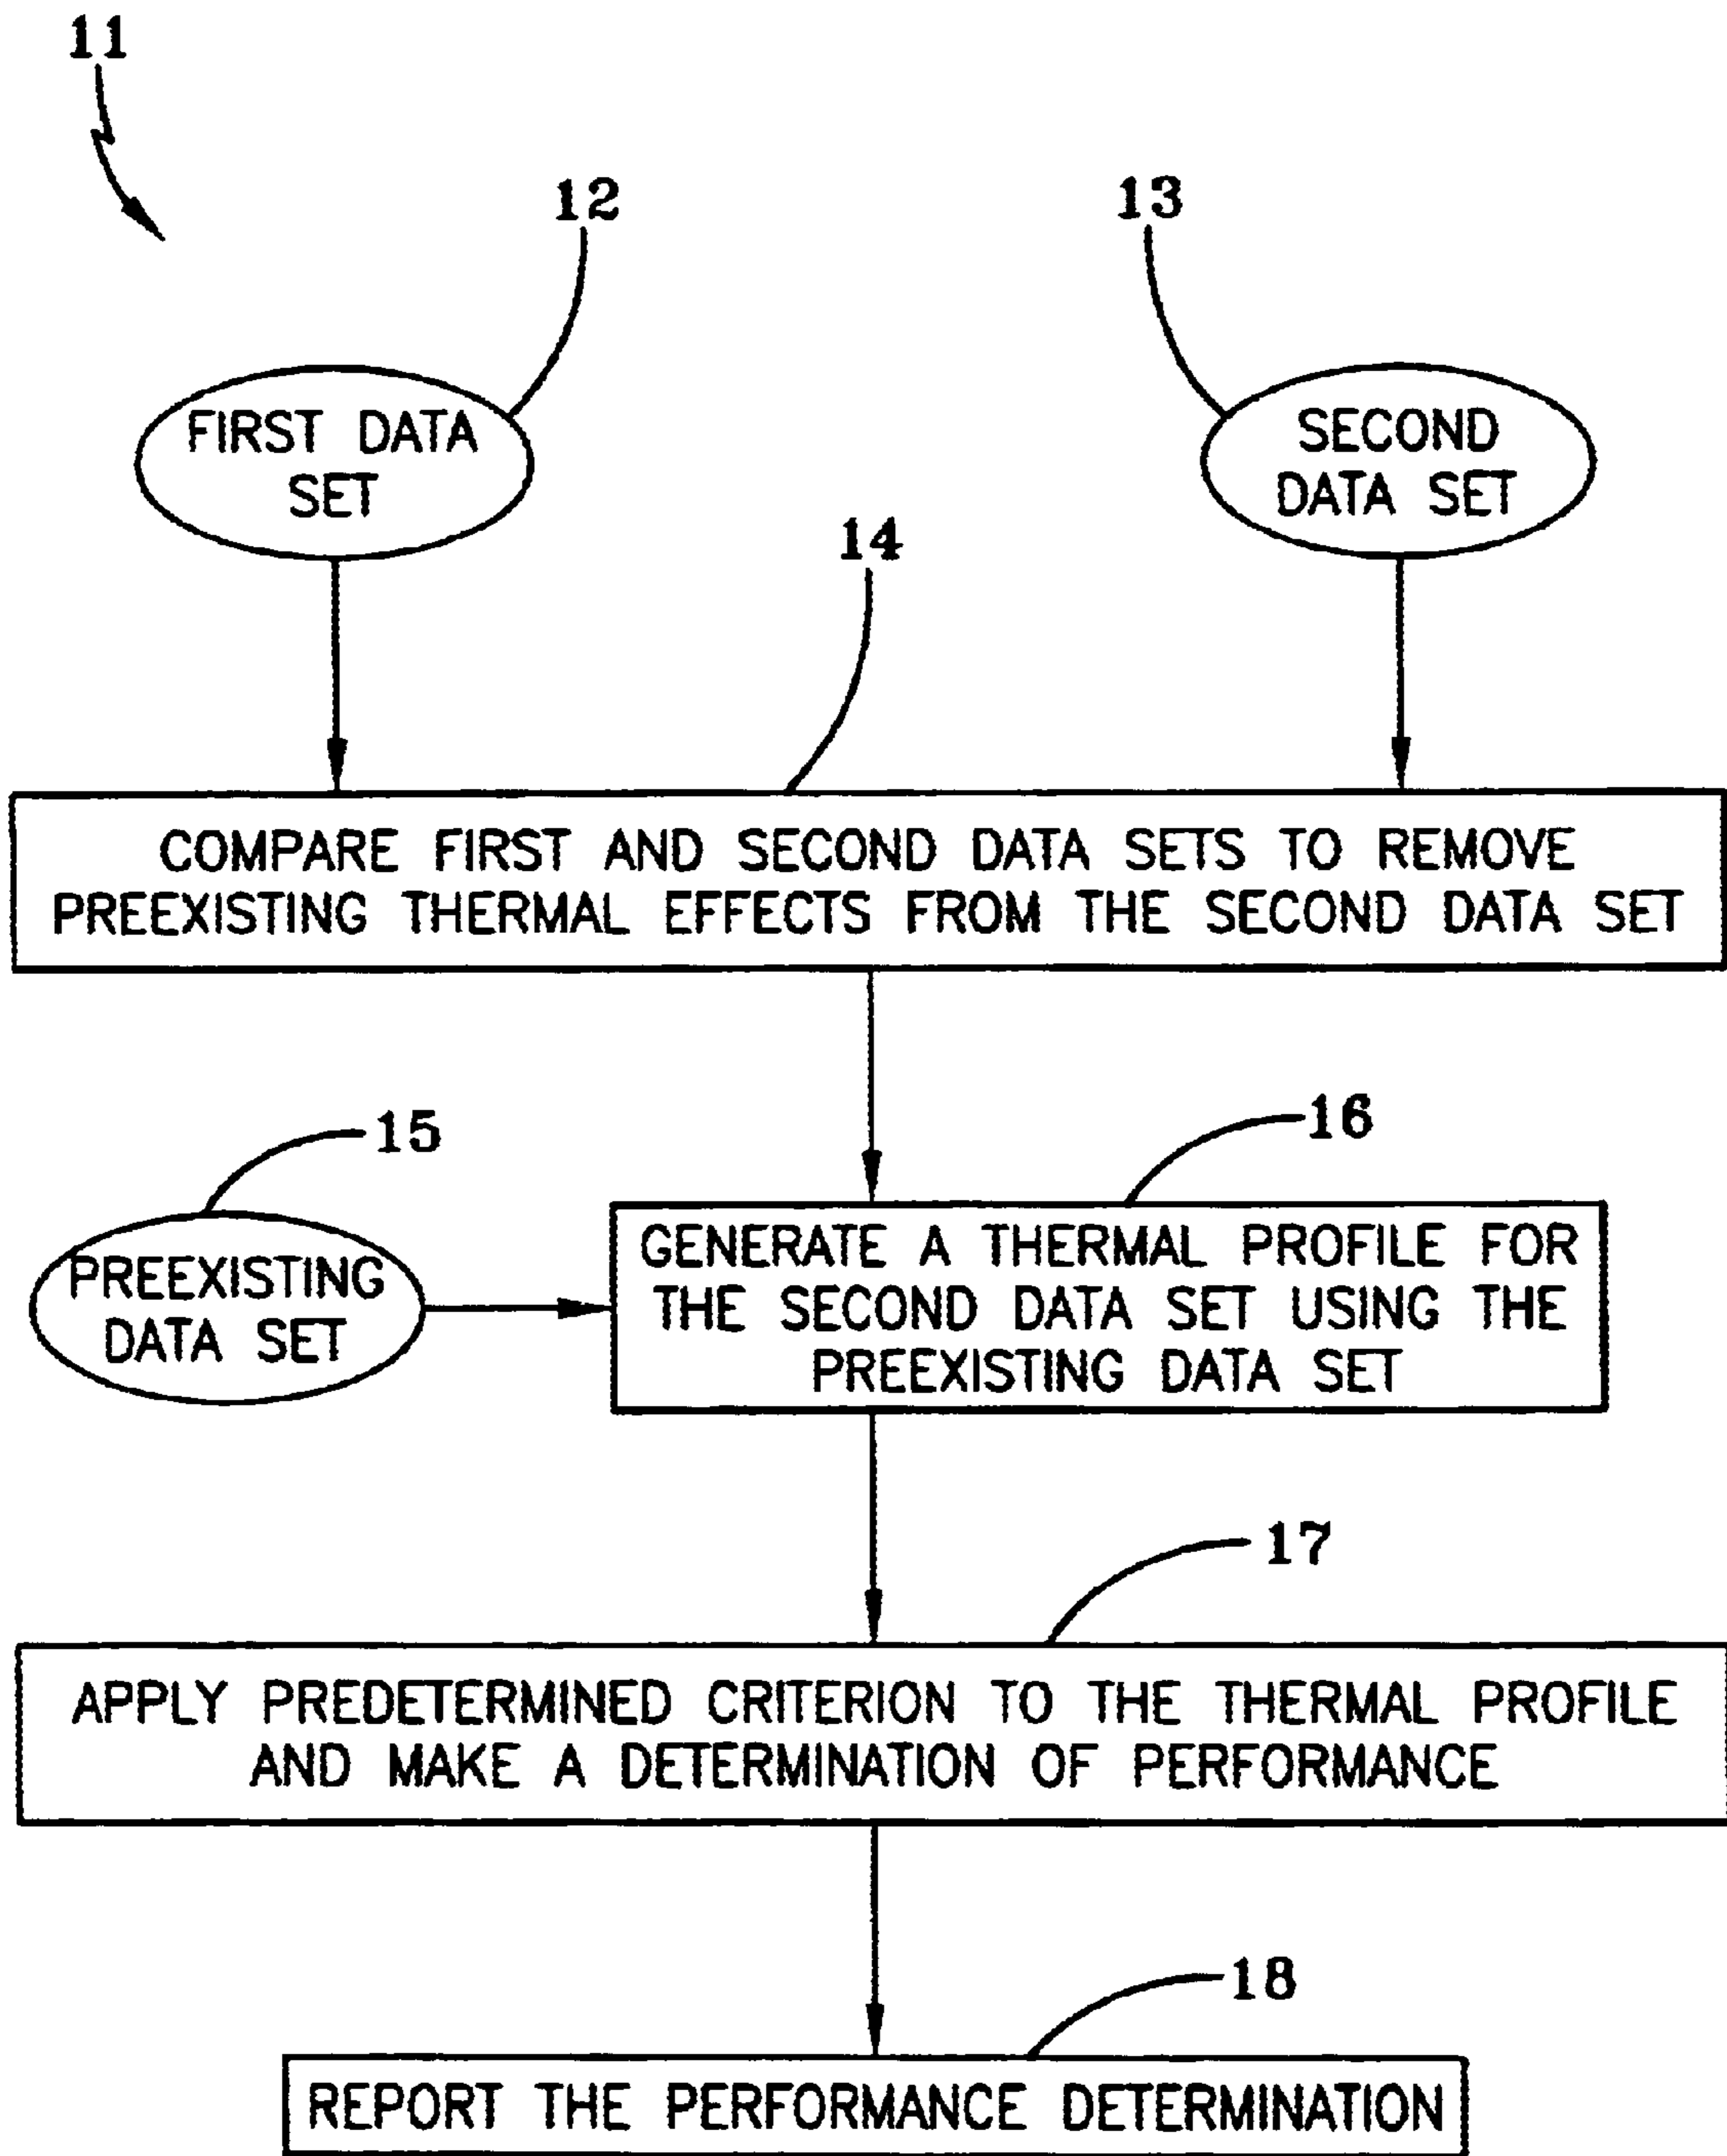 11
12
13
FIRST DATA
SET
SECOND
DATA SET
14
COMPARE FIRST AND SECOND DATA SETS TO REMOVE
PREEXISTING THERMAL EFFECTS FROM THE SECOND DATA SET
15
16
PREEXISTING
DATA SET
GENERATE A THERMAL PROFILE FOR
THE SECOND DATA SET USING THE
PREEXISTING DATA SET
17
APPLY PREDETERMINED CRITERION TO THE THERMAL PROFILE
AND MAKE A DETERMINATION OF PERFORMANCE
18
REPORT THE PERFORMANCE DETERMINATION